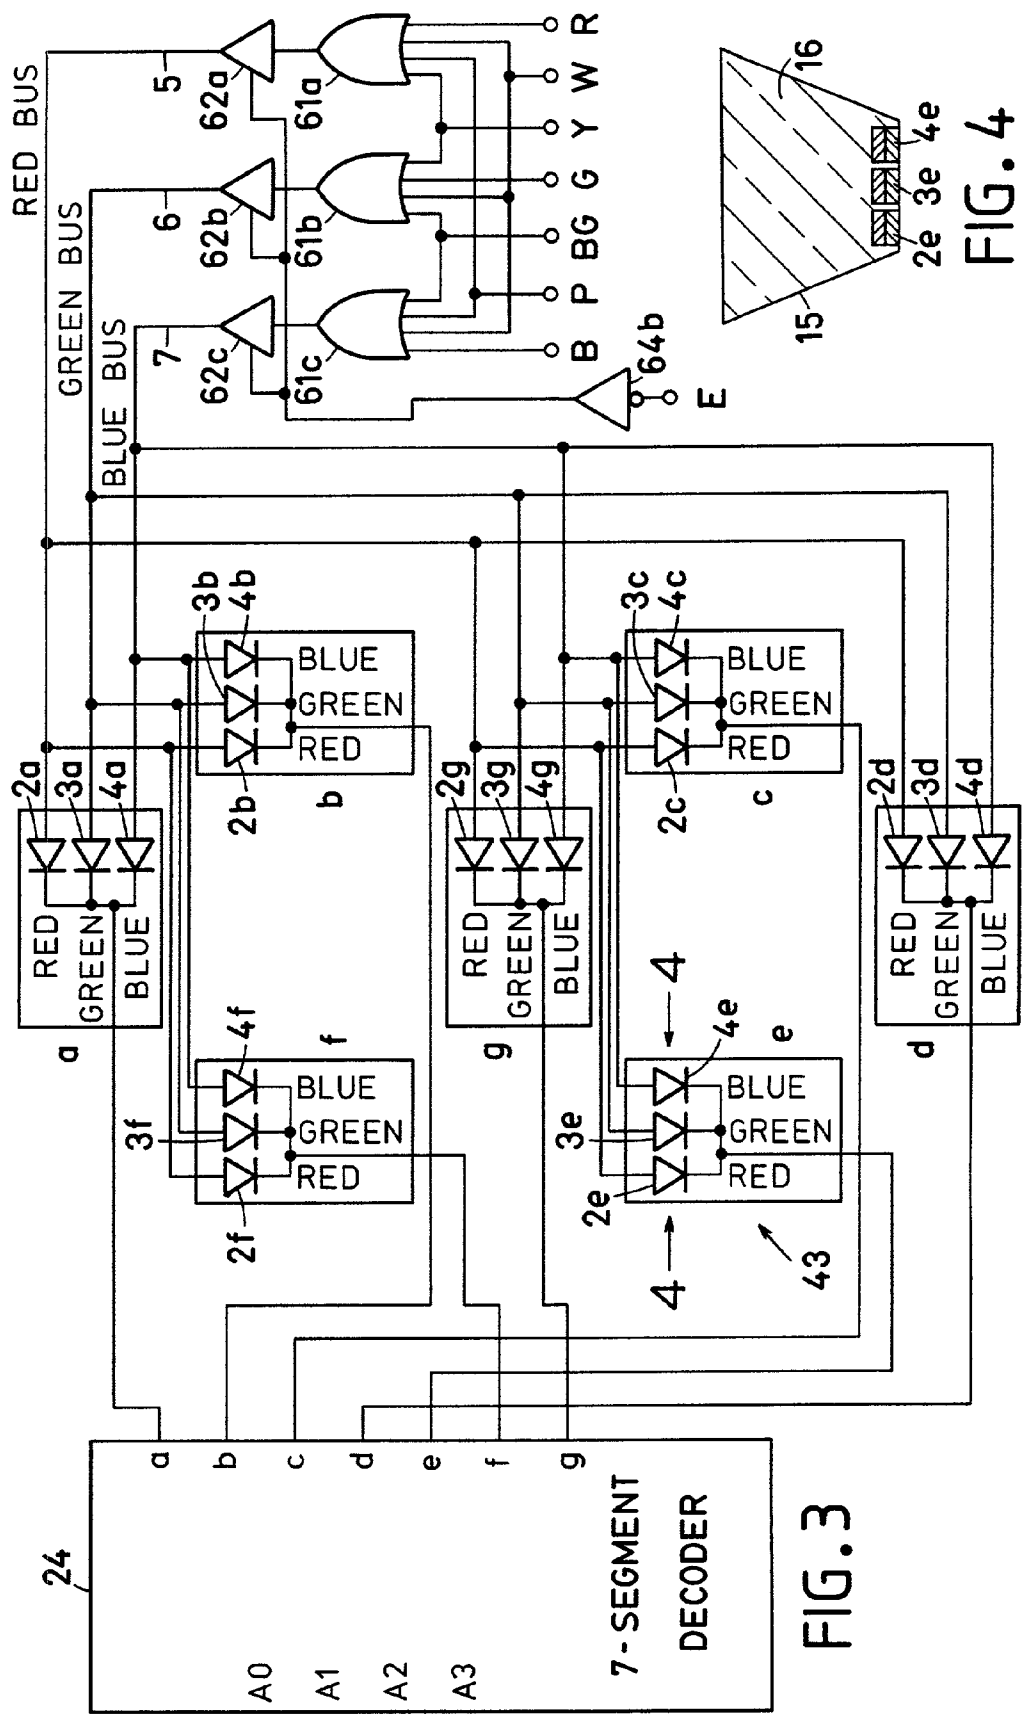 24
7-SEGMENT
DECODER
A0
A1
A2
A3
a
b
c
d
e
f
g
RED BUS
GREEN BUS
BLUE BUS
5
6
7
62a
62b
62c
61a
61b
61c
64b
E
B
P
BG
G
Y
W
R
2a
3a
4a
RED
GREEN
BLUE
a
2b
3b
4b
BLUE
GREEN
RED
b
2f
3f
4f
BLUE
GREEN
RED
f
2g
3g
4g
RED
GREEN
BLUE
g
2c
3c
4c
BLUE
GREEN
RED
c
2e
3e
4e
BLUE
GREEN
RED
e
4
4
43
2d
3d
4d
RED
GREEN
BLUE
d
FIG.3
15
16
2e
3e
4e
FIG.4